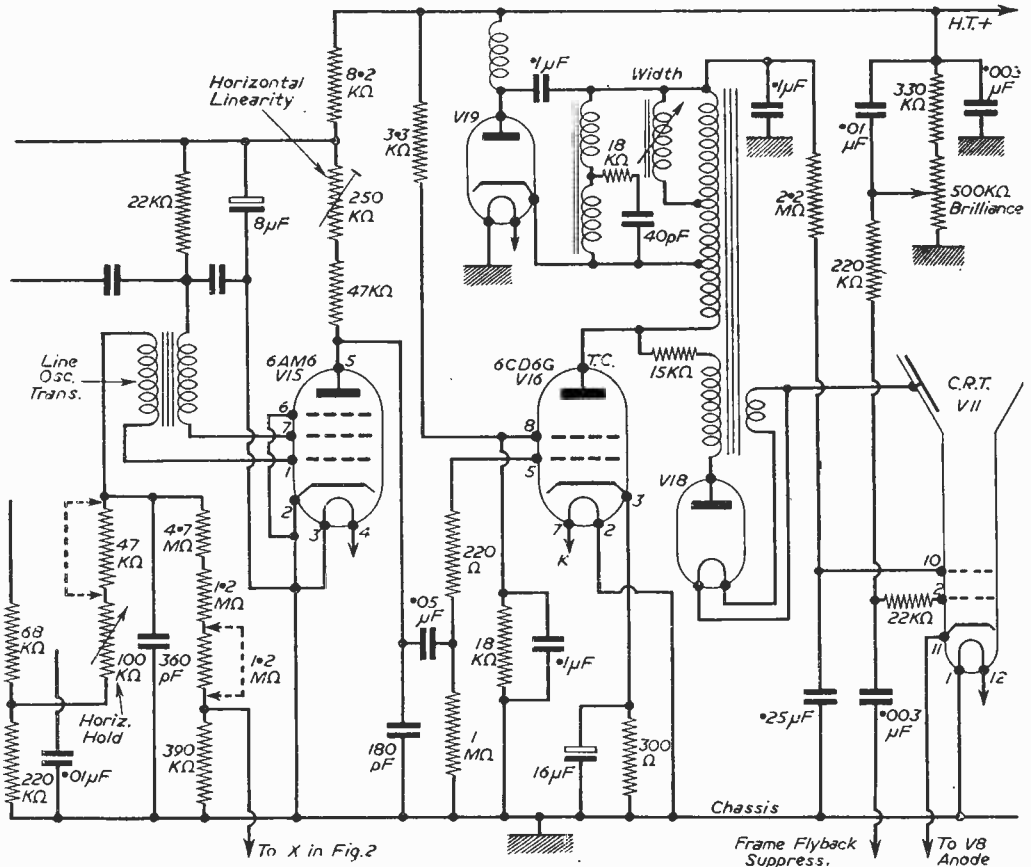 H.T.+
8·2
KΩ
Horizontal
Linearity
·1µF
Width
·1µF
330
KΩ
·003
µF
·01
µF
3·3
KΩ
V19
18
KΩ
22KΩ
8µF
250
KΩ
2·2
MΩ
500KΩ
Brilliance
40pF
220
KΩ
47KΩ
Line
Osc.
Trans.
6AM6
V15
5
6
7
1
2
3
4
6CD6G
V16
T.C.
15KΩ
8
5
3
7
2
K
V18
C.R.T.
V11
10
2
22KΩ
11
1
12
47
KΩ
4·7
MΩ
1·2
MΩ
1·2
MΩ
68
KΩ
100
KΩ
360
pF
Horiz.
Hold
220
Ω
·05
µF
18
KΩ
·1µF
220
KΩ
·01µF
390
KΩ
180
pF
1
MΩ
16µF
300
Ω
·25µF
·003
µF
Chassis
To X in Fig.2
Frame Flyback
Suppress.
To V8
Anode